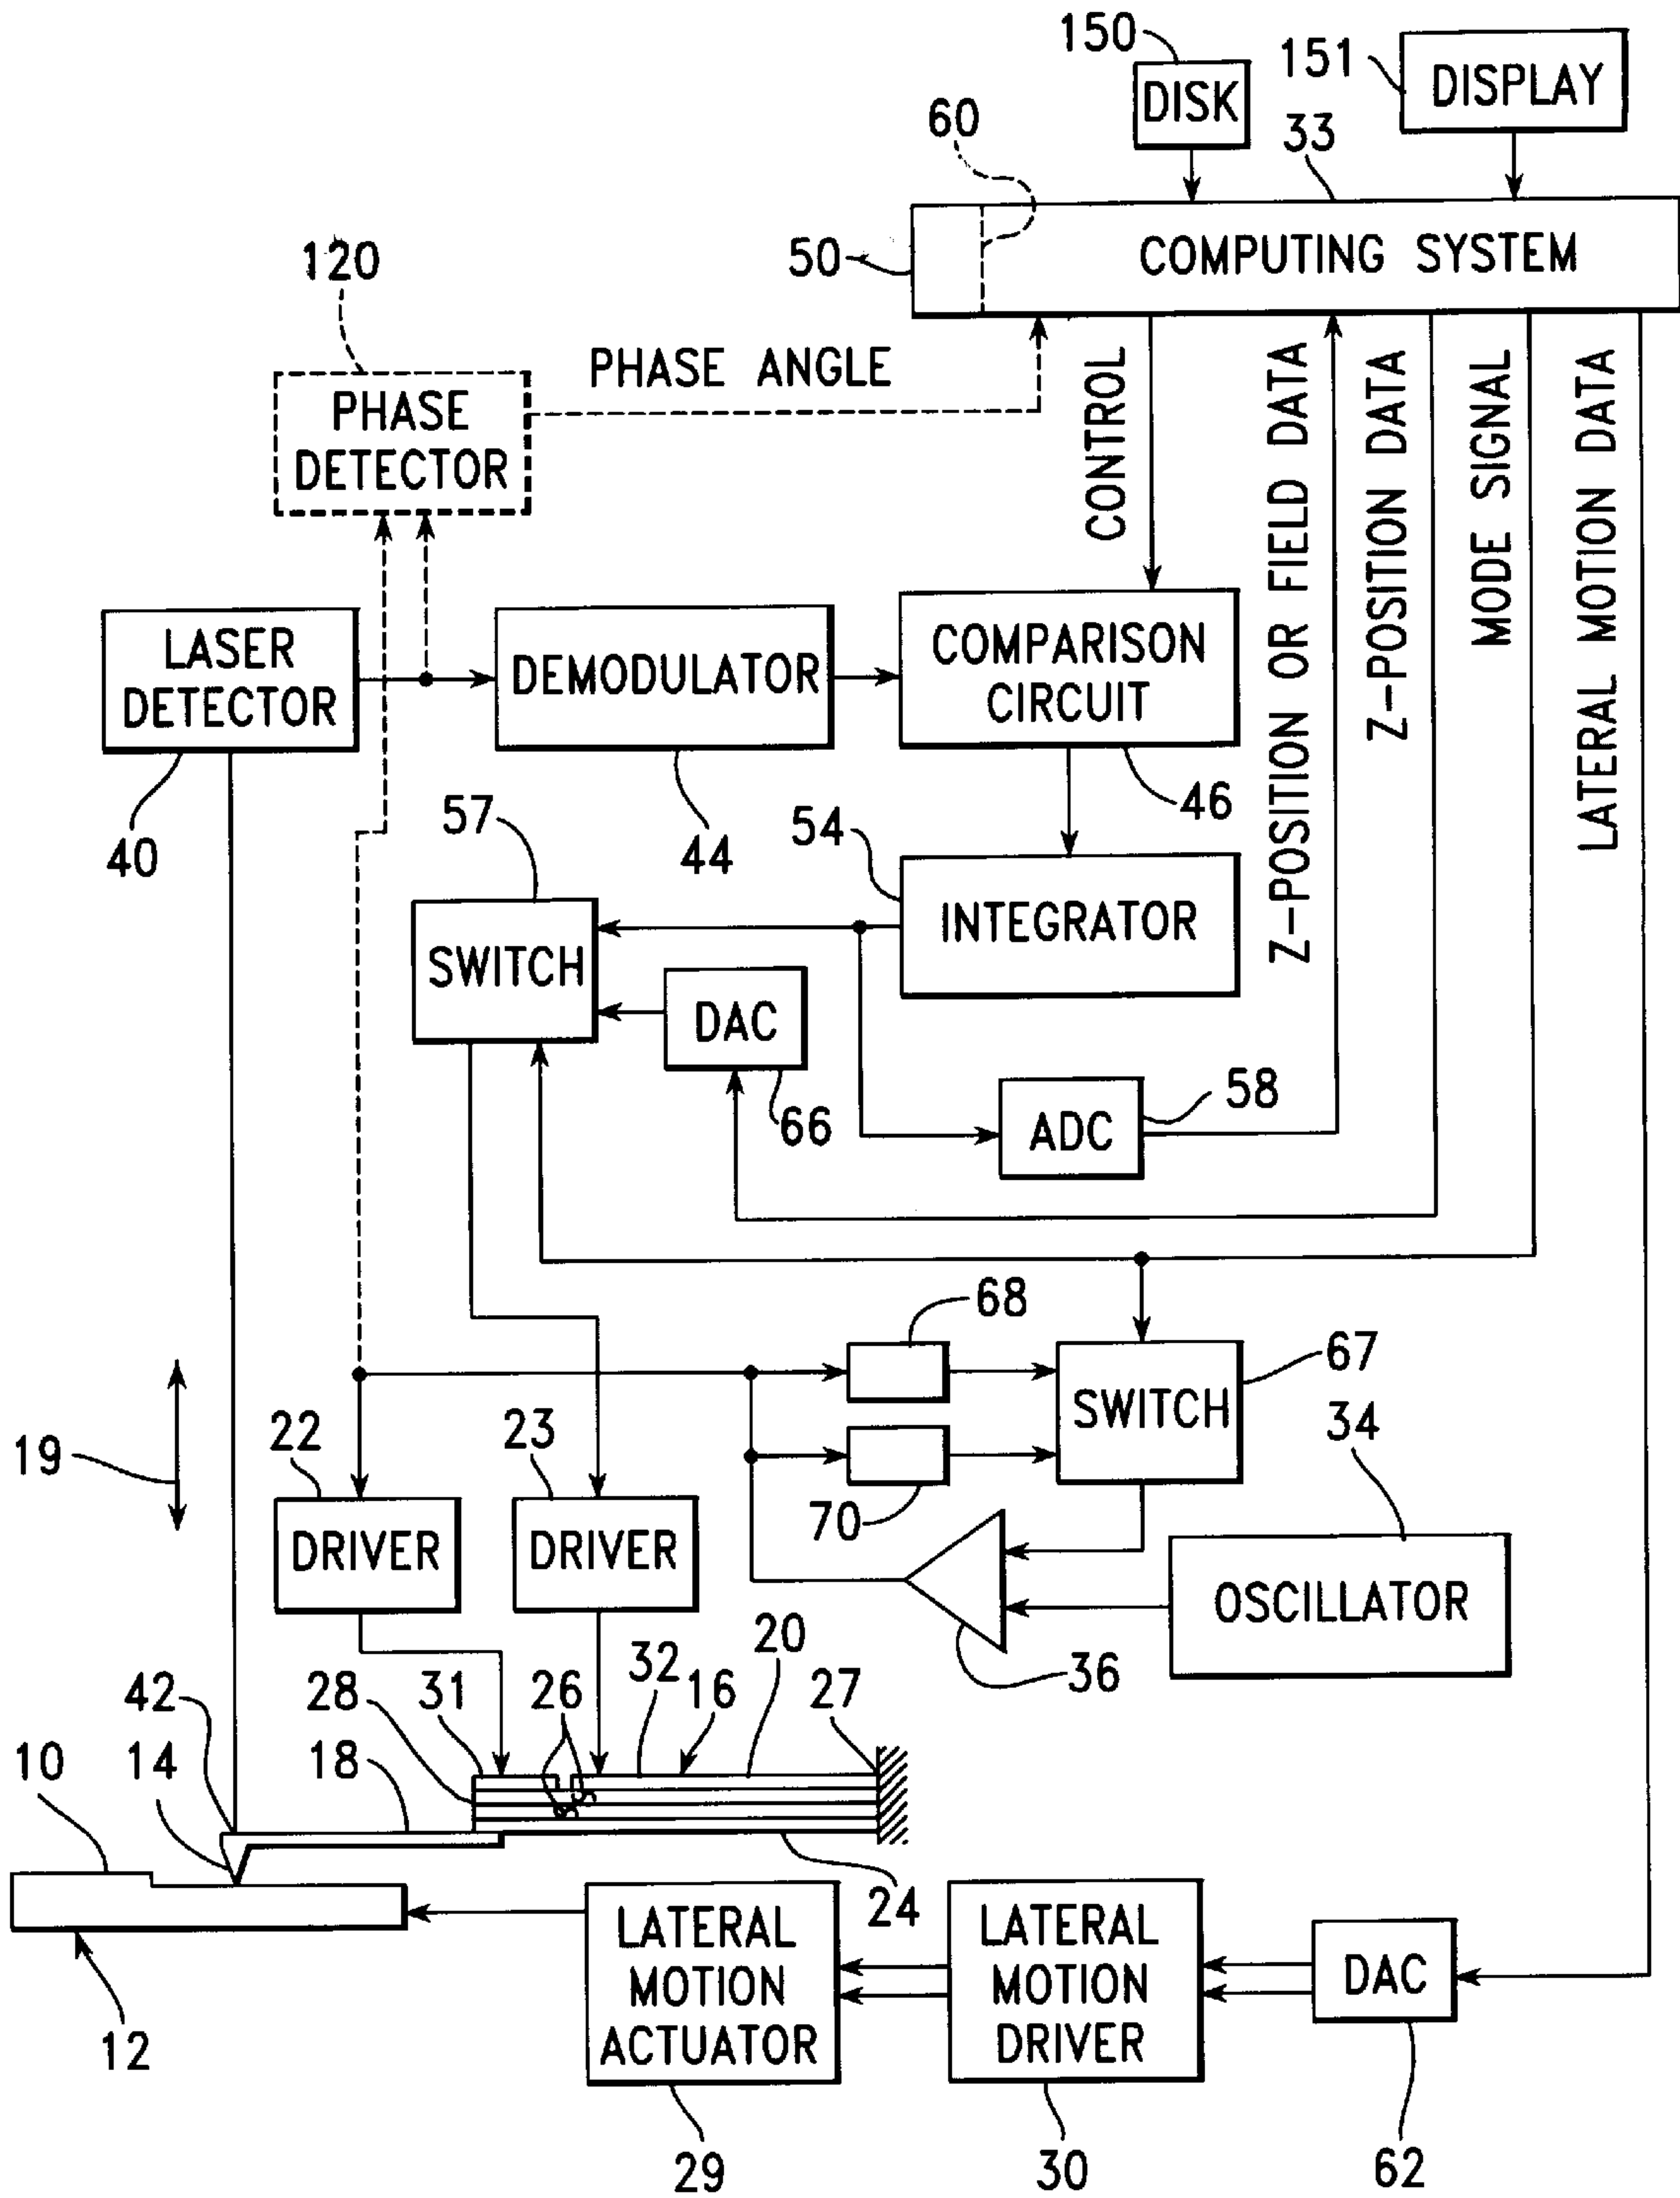 150
DISK
151
DISPLAY
60
33
50
COMPUTING SYSTEM
120
PHASE
DETECTOR
PHASE ANGLE
CONTROL
Z-POSITION OR FIELD DATA
Z-POSITION DATA
MODE SIGNAL
LATERAL MOTION DATA
LASER
DETECTOR
40
DEMODULATOR
44
COMPARISON
CIRCUIT
46
57
SWITCH
54
INTEGRATOR
DAC
66
ADC
58
68
SWITCH
67
70
34
OSCILLATOR
36
19
22
DRIVER
23
DRIVER
42
14
10
18
28
31
26
32
16
20
27
24
12
LATERAL
MOTION
ACTUATOR
29
LATERAL
MOTION
DRIVER
30
DAC
62